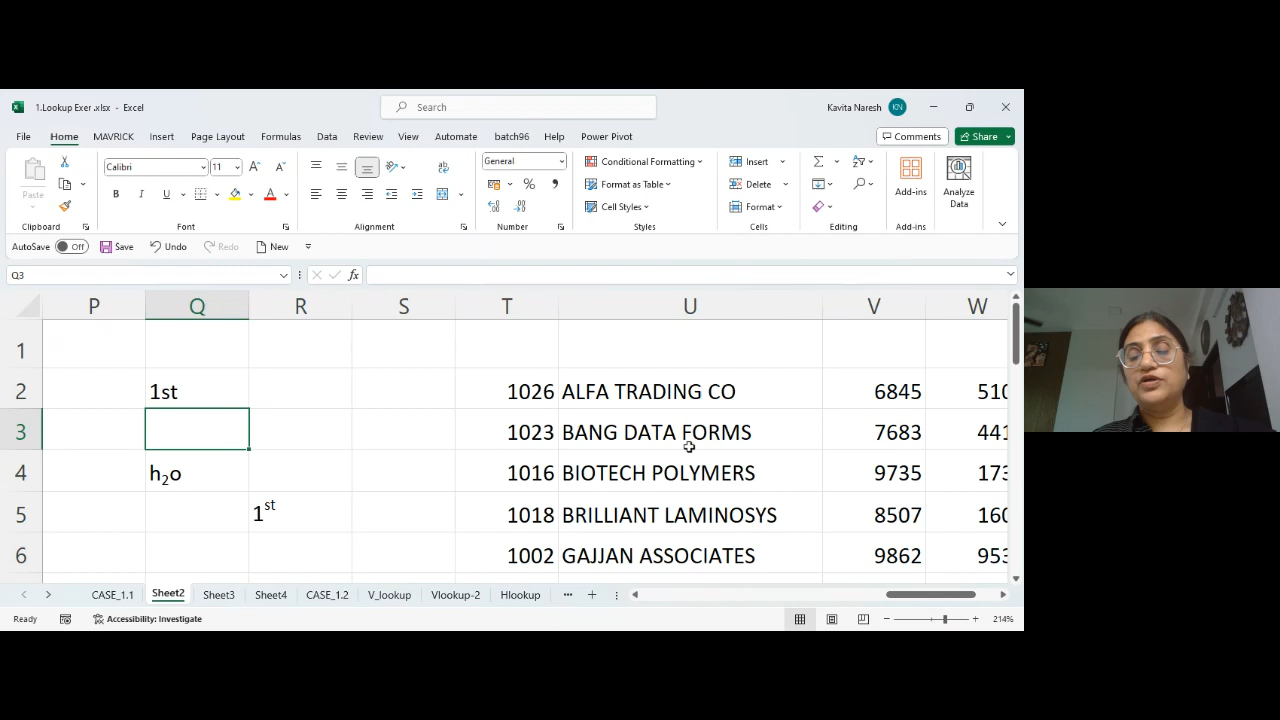 1.Lookup Exer .xlsx - Excel
Search
Kavita Naresh KN
File Home MAVRICK Insert Page Layout Formulas Data Review View Automate batch96 Help Power Pivot Comments Share
Paste
Calibri 11
B I U
General
Conditional Formatting
Format as Table
Cell Styles
Insert
Delete
Format
Add-ins
Analyze Data
Clipboard Font Alignment Number Styles Cells Editing Add-ins
AutoSave Off Save Undo Redo New
Q3 fx
P Q R S T U V W
1
2 1st 1026 ALFA TRADING CO 6845 510
3 1023 BANG DATA FORMS 7683 441
4 h₂o 1016 BIOTECH POLYMERS 9735 173
5 1ˢᵗ 1018 BRILLIANT LAMINOSYS 8507 160
6 1002 GAJJAN ASSOCIATES 9862 953
CASE_1.1 Sheet2 Sheet3 Sheet4 CASE_1.2 V_lookup Vlookup-2 Hlookup ...
Ready Accessibility: Investigate 214%